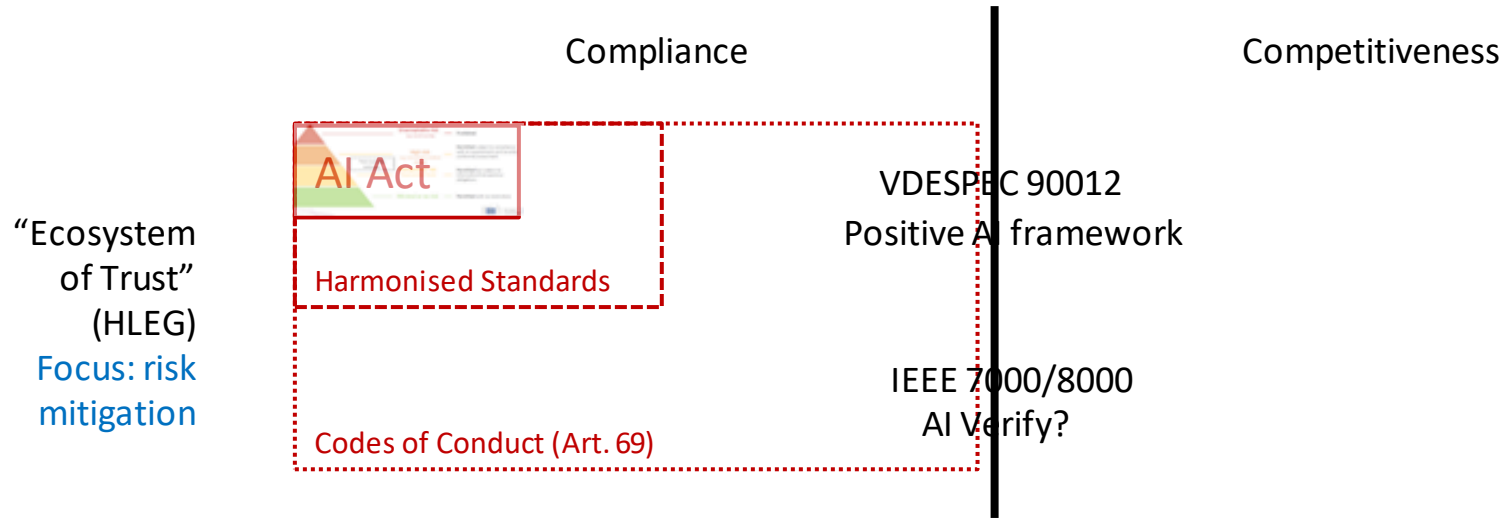 Compliance
Competitiveness
AI Act
VDESPEC 90012
Positive AI framework
“Ecosystem
of Trust”
(HLEG)
Focus: risk
mitigation
Harmonised Standards
IEEE 7000/8000
AI Verify?
Codes of Conduct (Art. 69)